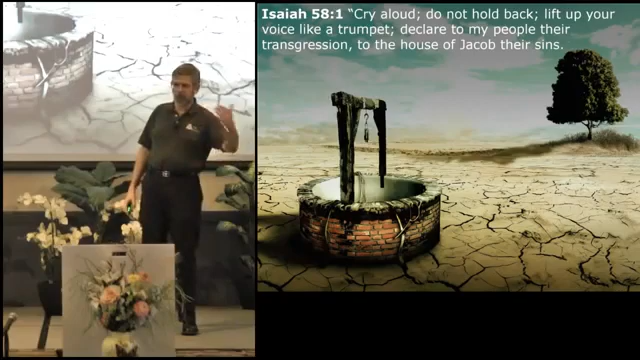 Isaiah 58:1 “Cry aloud; do not hold back; lift up your
voice like a trumpet; declare to my people their
transgression, to the house of Jacob their sins.